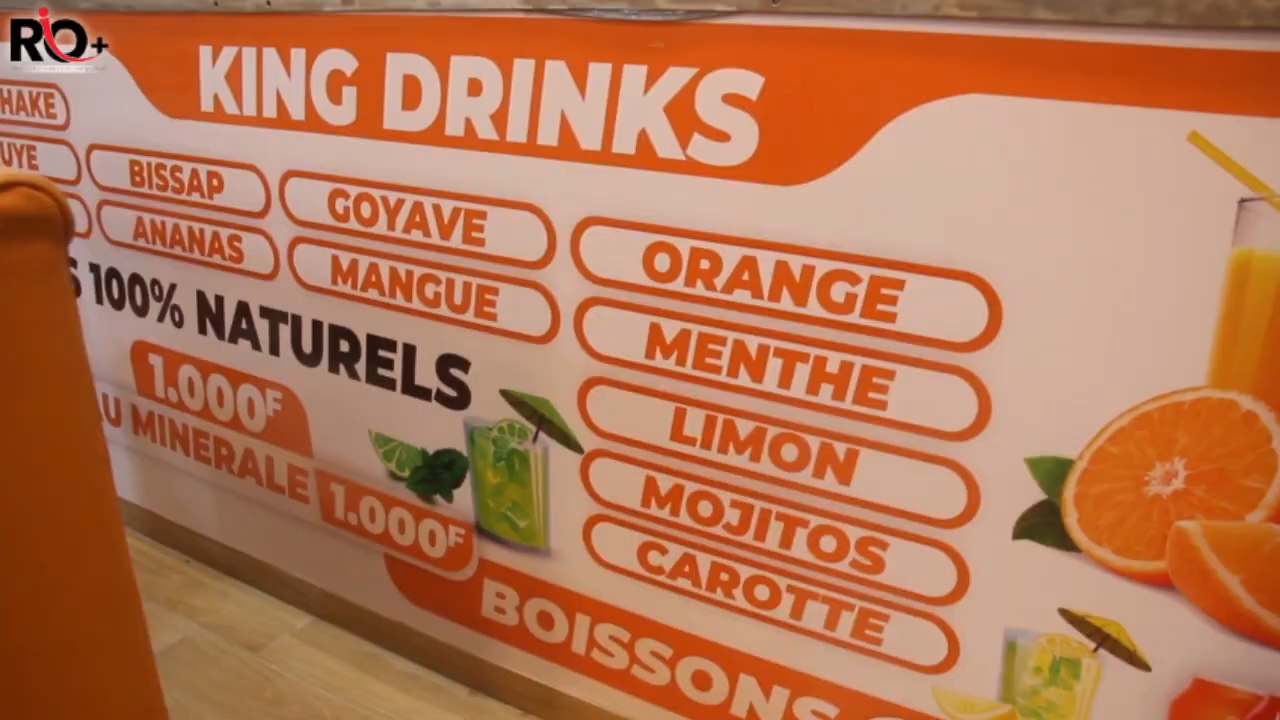 RIO+
KING DRINKS
HAKE
UYE
BISSAP
GOYAVE
ANANAS
MANGUE
ORANGE
MENTHE
LIMON
MOJITOS
CAROTTE
100% NATURELS
1.000F
U MINERALE 1.000F
BOISSONS